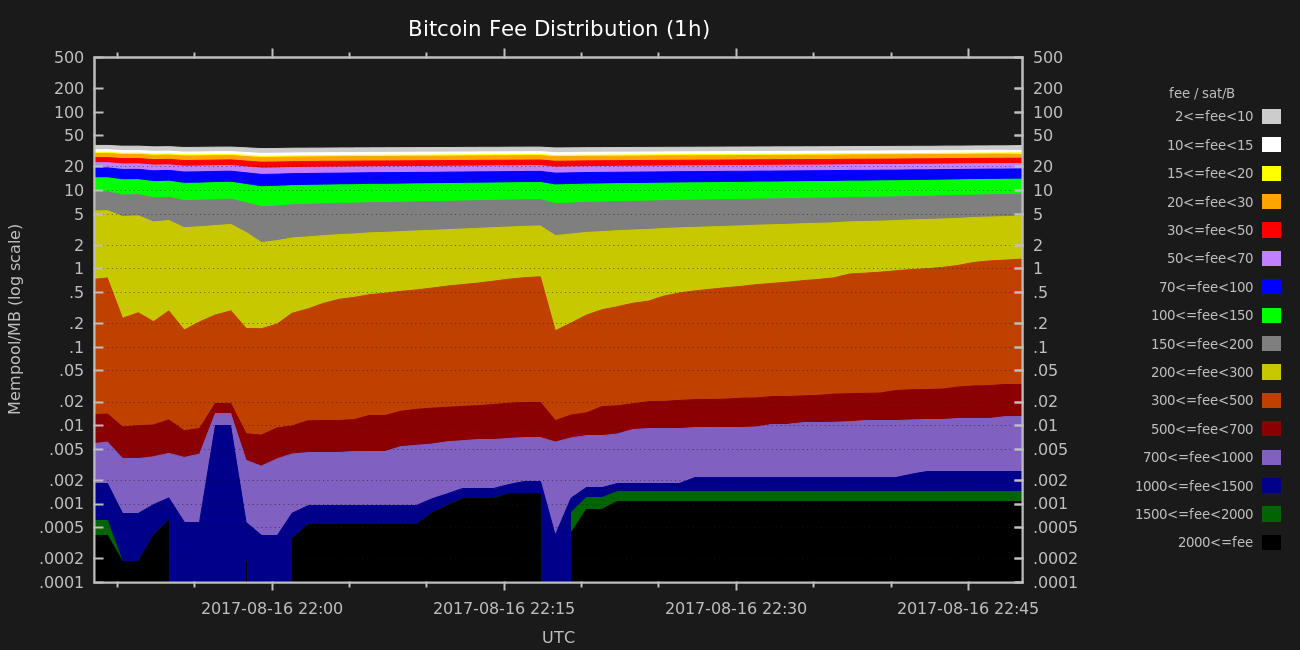 Bitcoin Fee Distribution (1h)
500
200
100
50
20
10
5
2
1
.5
.2
.1
.05
.02
.01
.005
.002
.001
.0005
.0002
.0001
Mempool/MB (log scale)
500
200
100
50
20
10
5
2
1
.5
.2
.1
.05
.02
.01
.005
.002
.001
.0005
.0002
.0001
2017-08-16 22:00
2017-08-16 22:15
2017-08-16 22:30
2017-08-16 22:45
UTC
fee / sat/B
2<=fee<10
10<=fee<15
15<=fee<20
20<=fee<30
30<=fee<50
50<=fee<70
70<=fee<100
100<=fee<150
150<=fee<200
200<=fee<300
300<=fee<500
500<=fee<700
700<=fee<1000
1000<=fee<1500
1500<=fee<2000
2000<=fee